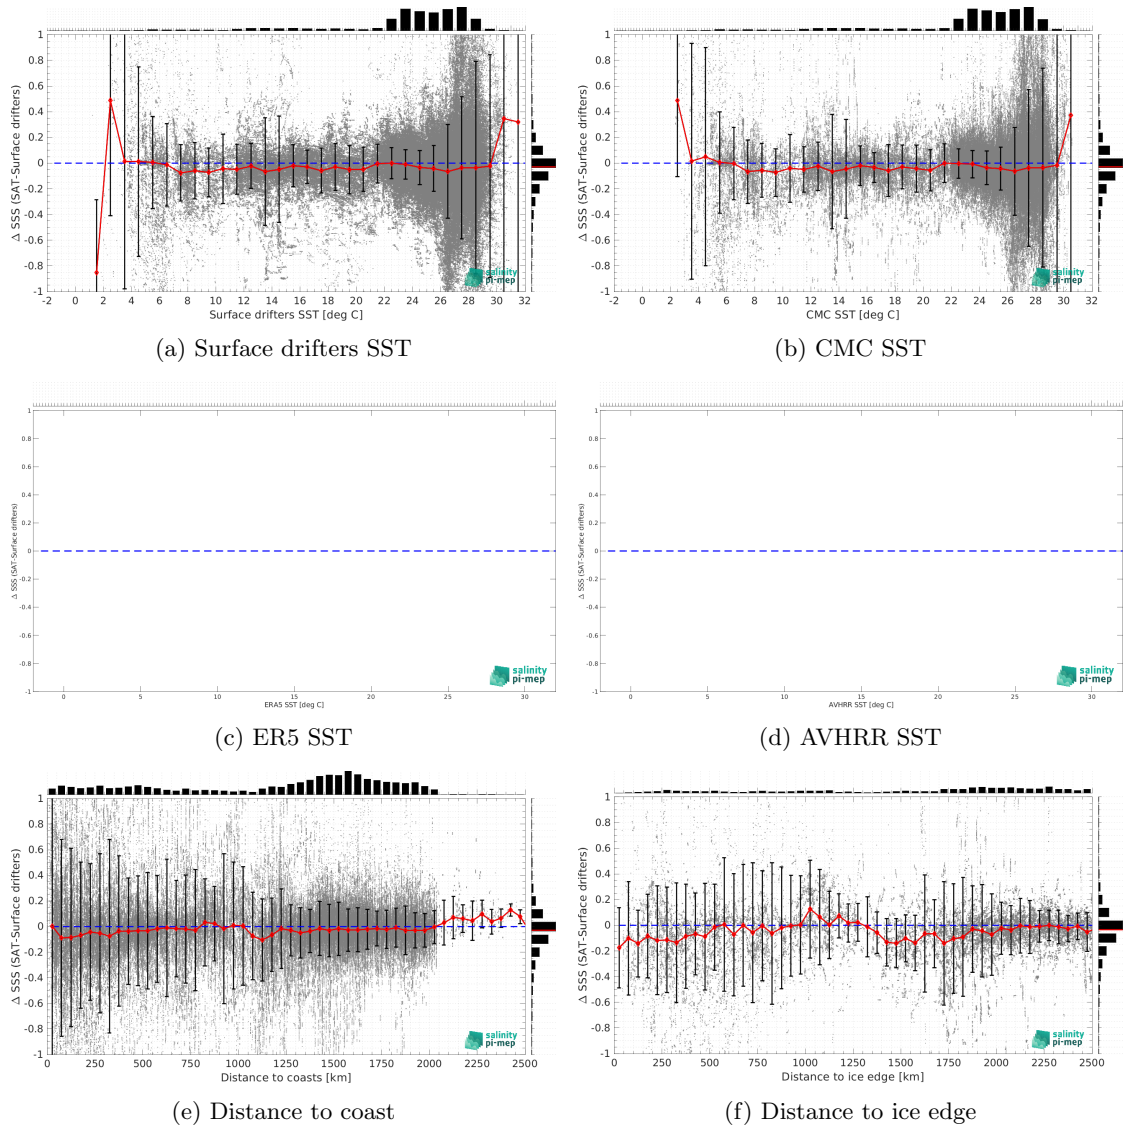 1
0.8
0.6
0.4
0.2
0
-0.2
-0.4
-0.6
-0.8
-1
Δ SSS (SAT-Surface drifters)
-2 0 2 4 6 8 10 12 14 16 18 20 22 24 26 28 30 32
Surface drifters SST [deg C]
salinity
pi-mep
(a) Surface drifters SST
1
0.8
0.6
0.4
0.2
0
-0.2
-0.4
-0.6
-0.8
-1
Δ SSS (SAT-Surface drifters)
-2 0 2 4 6 8 10 12 14 16 18 20 22 24 26 28 30 32
CMC SST [deg C]
salinity
pi-mep
(b) CMC SST
1
0.8
0.6
0.4
0.2
0
-0.2
-0.4
-0.6
-0.8
-1
Δ SSS (SAT-Surface drifters)
0 5 10 15 20 25 30
ERA5 SST [deg C]
salinity
pi-mep
(c) ER5 SST
1
0.8
0.6
0.4
0.2
0
-0.2
-0.4
-0.6
-0.8
-1
Δ SSS (SAT-Surface drifters)
0 5 10 15 20 25 30
AVHRR SST [deg C]
salinity
pi-mep
(d) AVHRR SST
1
0.8
0.6
0.4
0.2
0
-0.2
-0.4
-0.6
-0.8
-1
Δ SSS (SAT-Surface drifters)
0 250 500 750 1000 1250 1500 1750 2000 2250 2500
Distance to coasts [km]
salinity
pi-mep
(e) Distance to coast
1
0.8
0.6
0.4
0.2
0
-0.2
-0.4
-0.6
-0.8
-1
Δ SSS (SAT-Surface drifters)
0 250 500 750 1000 1250 1500 1750 2000 2250 2500
Distance to ice edge [km]
salinity
pi-mep
(f) Distance to ice edge